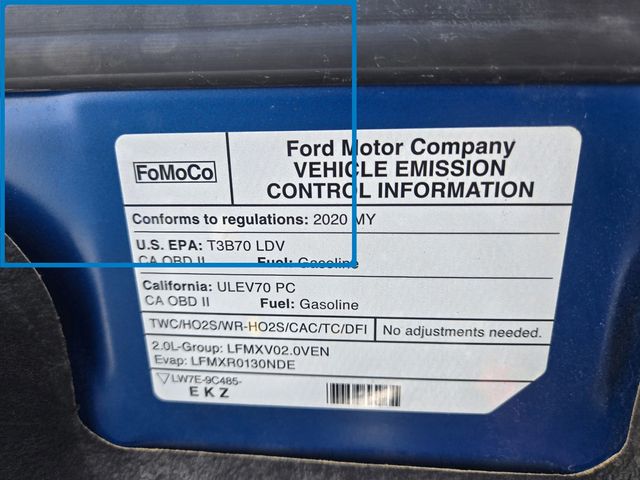 FoMoCo
Ford Motor Company
VEHICLE EMISSION
CONTROL INFORMATION
Conforms to regulations: 2020 MY
U.S. EPA: T3B70 LDV
CA OBD II Fuel: Gasoline
California: ULEV70 PC
CA OBD II Fuel: Gasoline
TWC/HO2S/WR-HO2S/CAC/TC/DFI No adjustments needed.
2.0L-Group: LFMXV02.0VEN
Evap: LFMXR0130NDE
LW7E-9C485-
EKZ